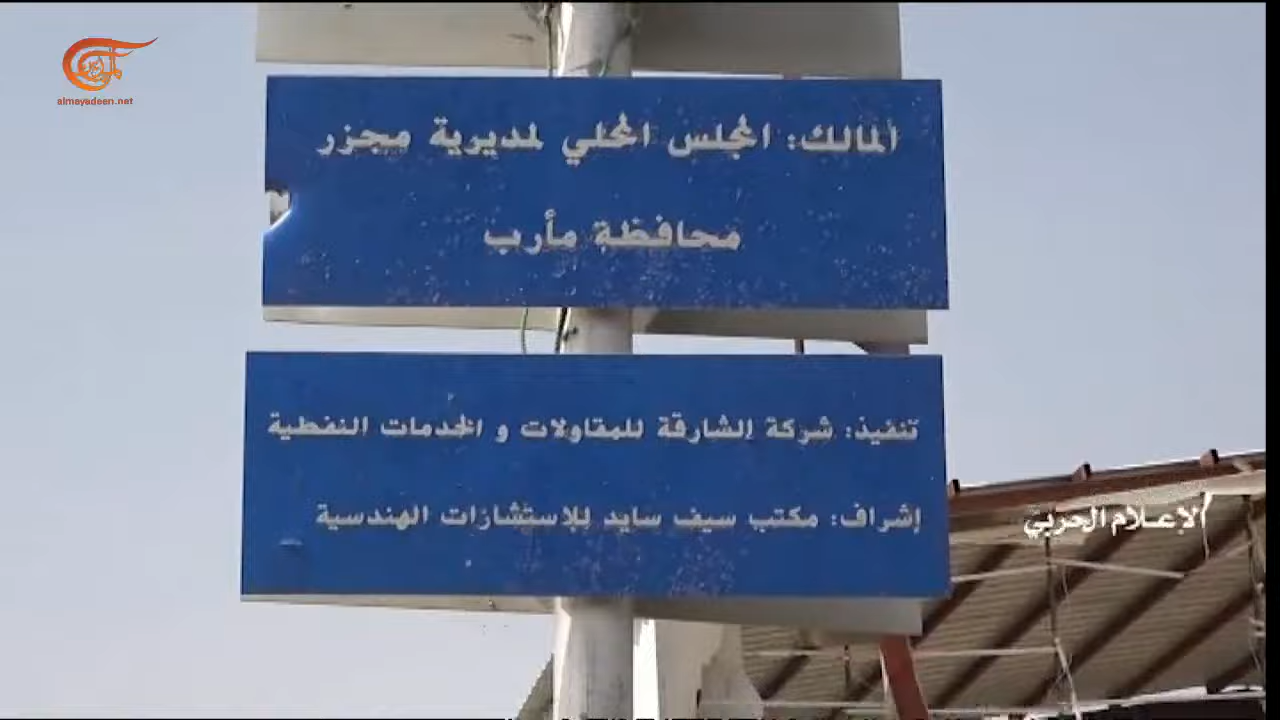 almayadeen.net
المالك: المجلس المحلي لمديرية مجزر
محافظة مأرب
تنفيذ: شركة الشارقة للمقاولات و الخدمات النفطية
إشراف: مكتب سيف سايد للإستشارات الهندسية
الإعلام الحربي